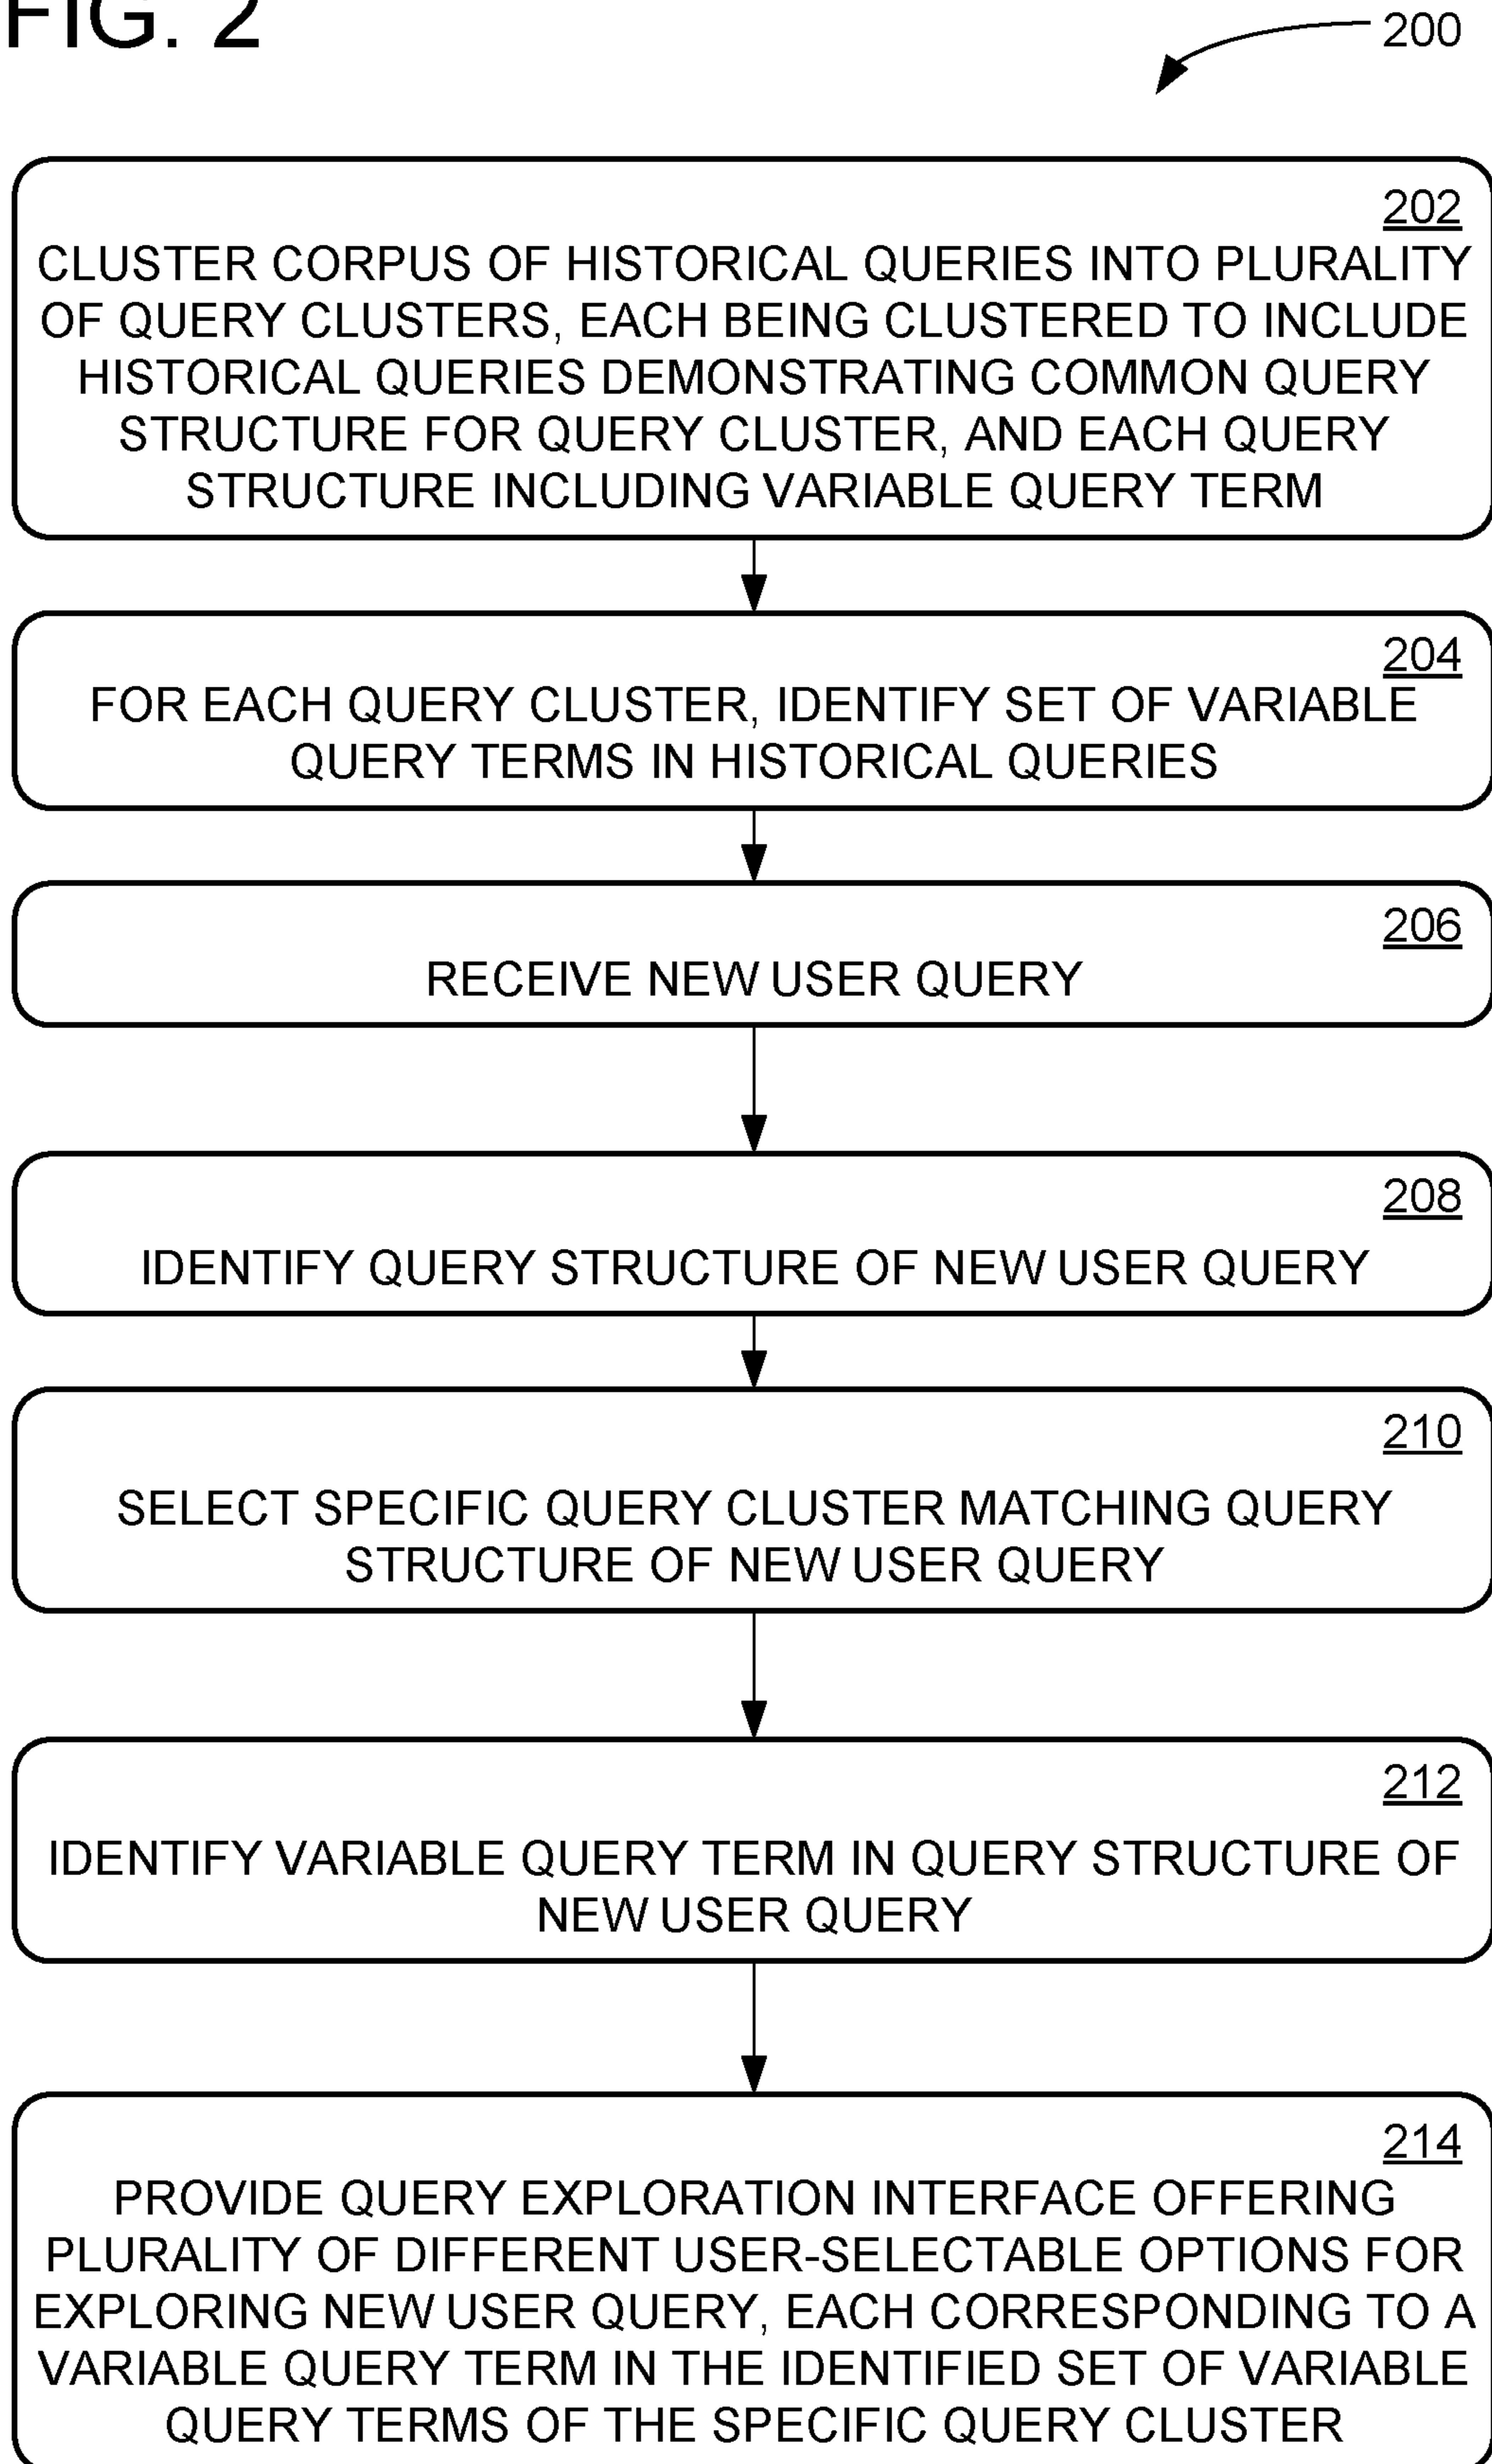 FIG. 2
200
202
CLUSTER CORPUS OF HISTORICAL QUERIES INTO PLURALITY
OF QUERY CLUSTERS, EACH BEING CLUSTERED TO INCLUDE
HISTORICAL QUERIES DEMONSTRATING COMMON QUERY
STRUCTURE FOR QUERY CLUSTER, AND EACH QUERY
STRUCTURE INCLUDING VARIABLE QUERY TERM
204
FOR EACH QUERY CLUSTER, IDENTIFY SET OF VARIABLE
QUERY TERMS IN HISTORICAL QUERIES
206
RECEIVE NEW USER QUERY
208
IDENTIFY QUERY STRUCTURE OF NEW USER QUERY
210
SELECT SPECIFIC QUERY CLUSTER MATCHING QUERY
STRUCTURE OF NEW USER QUERY
212
IDENTIFY VARIABLE QUERY TERM IN QUERY STRUCTURE OF
NEW USER QUERY
214
PROVIDE QUERY EXPLORATION INTERFACE OFFERING
PLURALITY OF DIFFERENT USER-SELECTABLE OPTIONS FOR
EXPLORING NEW USER QUERY, EACH CORRESPONDING TO A
VARIABLE QUERY TERM IN THE IDENTIFIED SET OF VARIABLE
QUERY TERMS OF THE SPECIFIC QUERY CLUSTER